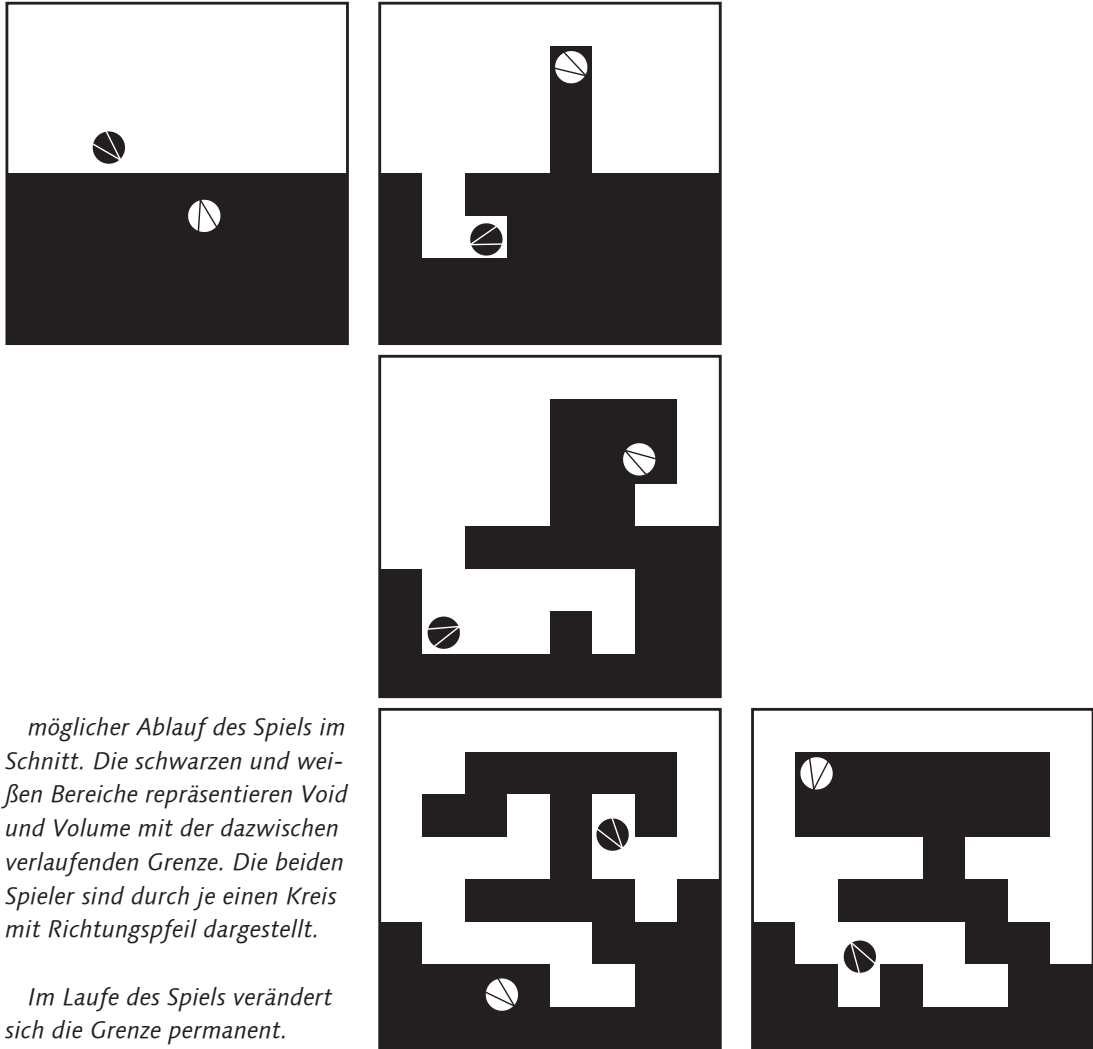 möglicher Ablauf des Spiels im
Schnitt. Die schwarzen und wei-
ßen Bereiche repräsentieren Void
und Volume mit der dazwischen
verlaufenden Grenze. Die beiden
Spieler sind durch je einen Kreis
mit Richtungspfeil dargestellt.
Im Laufe des Spiels verändert
sich die Grenze permanent.